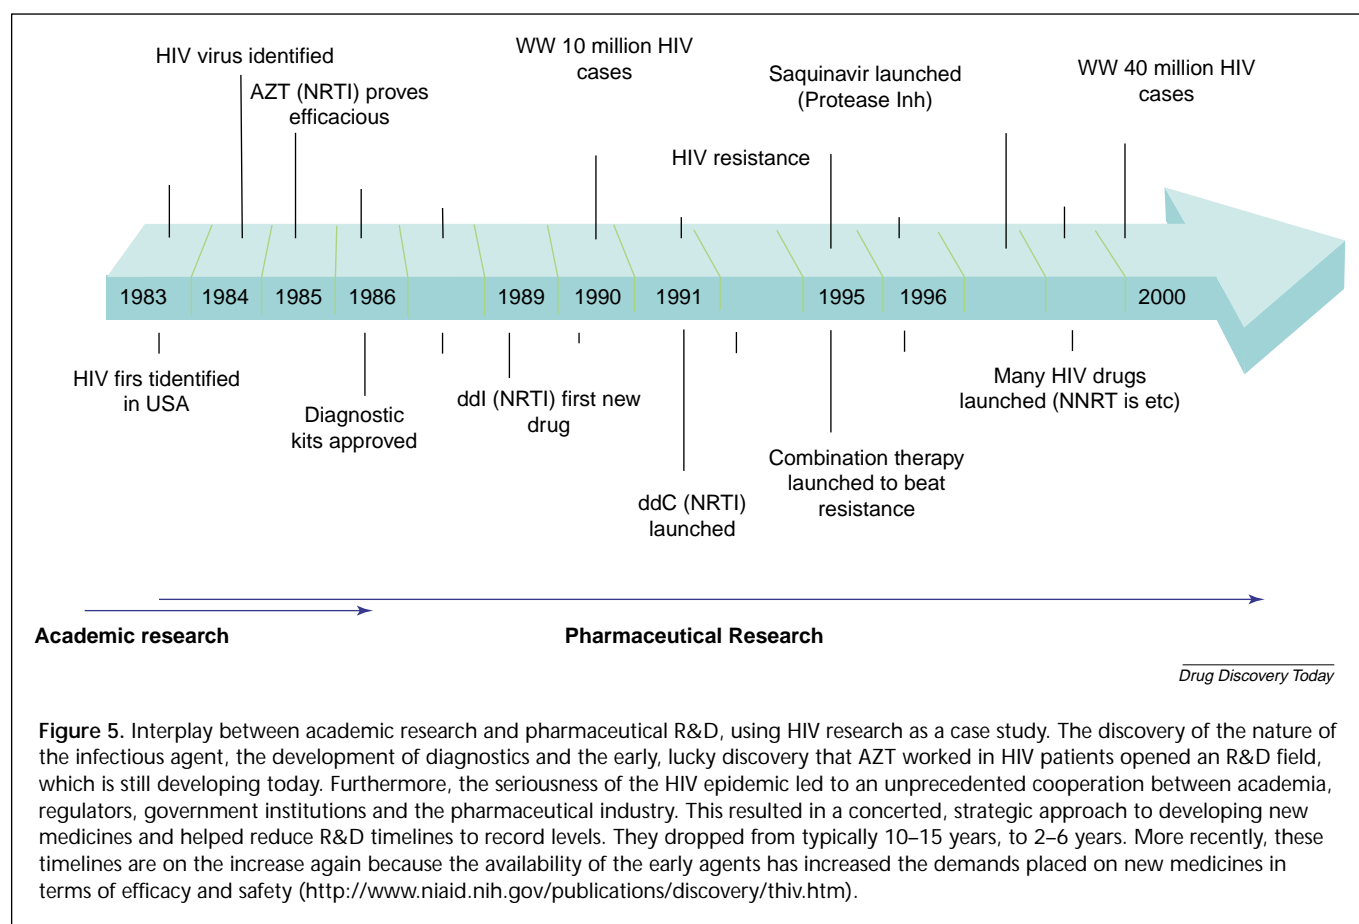 HIV virus identified
AZT (NRTI) proves
efficacious
WW 10 million HIV
cases
HIV resistance
Saquinavir launched
(Protease Inh)
WW 40 million HIV
cases
1983
1984
1985
1986
1989
1990
1991
1995
1996
2000
HIV firs tidentified
in USA
Diagnostic
kits approved
ddI (NRTI) first new
drug
ddC (NRTI)
launched
Combination therapy
launched to beat
resistance
Many HIV drugs
launched (NNRT is etc)
Academic research
Pharmaceutical Research
Drug Discovery Today
Figure 5. Interplay between academic research and pharmaceutical R&D, using HIV research as a case study. The discovery of the nature of
the infectious agent, the development of diagnostics and the early, lucky discovery that AZT worked in HIV patients opened an R&D field,
which is still developing today. Furthermore, the seriousness of the HIV epidemic led to an unprecedented cooperation between academia,
regulators, government institutions and the pharmaceutical industry. This resulted in a concerted, strategic approach to developing new
medicines and helped reduce R&D timelines to record levels. They dropped from typically 10–15 years, to 2–6 years. More recently, these
timelines are on the increase again because the availability of the early agents has increased the demands placed on new medicines in
terms of efficacy and safety (http://www.niaid.nih.gov/publications/discovery/thiv.htm).